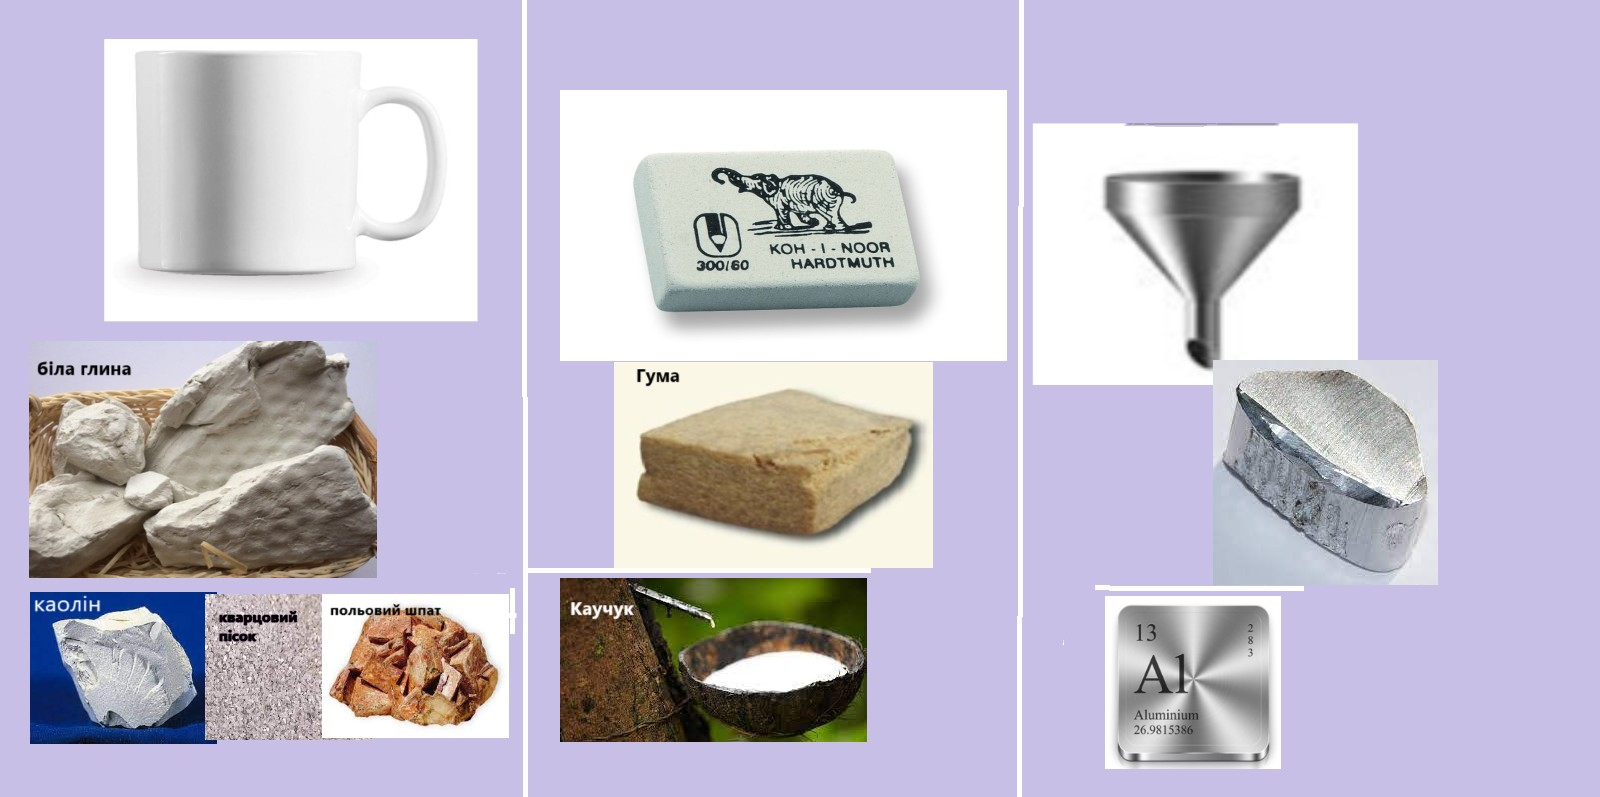 біла глина
каолін
кварцовий
пісок
польовий шпат
300/60
KOH-I-NOOR
HARDTMUTH
Гума
Каучук
13
2
8
3
Al
Aluminium
26.9815386